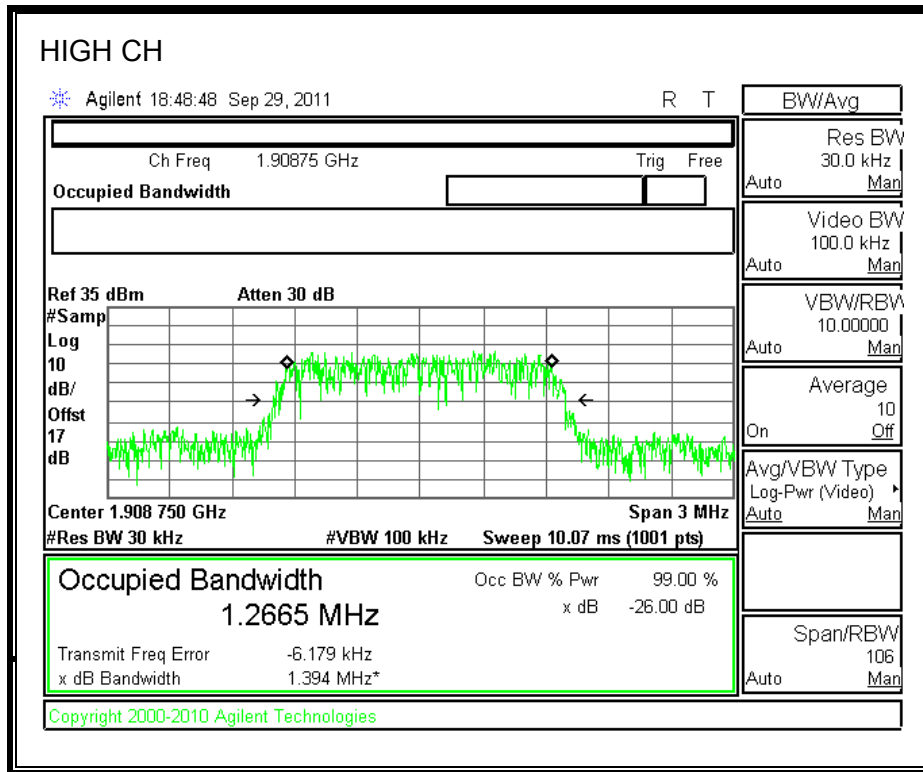 HIGH CH
Agilent 18:48:48 Sep 29, 2011 R T
Ch Freq 1.90875 GHz Trig Free
Occupied Bandwidth
Ref 35 dBm Atten 30 dB
#Samp
Log
10
dB/
Offst
17
dB
Center 1.908 750 GHz Span 3 MHz
#Res BW 30 kHz #VBW 100 kHz Sweep 10.07 ms (1001 pts)
Occupied Bandwidth
1.2665 MHz
Occ BW % Pwr 99.00 %
x dB -26.00 dB
Transmit Freq Error -6.179 kHz
x dB Bandwidth 1.394 MHz*
Copyright 2000-2010 Agilent Technologies
BW/Avg
Res BW
30.0 kHz
Auto Man
Video BW
100.0 kHz
Auto Man
VBW/RBW
10.00000
Auto Man
Average
10
On Off
Avg/VBW Type
Log-Pwr (Video)
Auto Man
Span/RBW
106
Auto Man